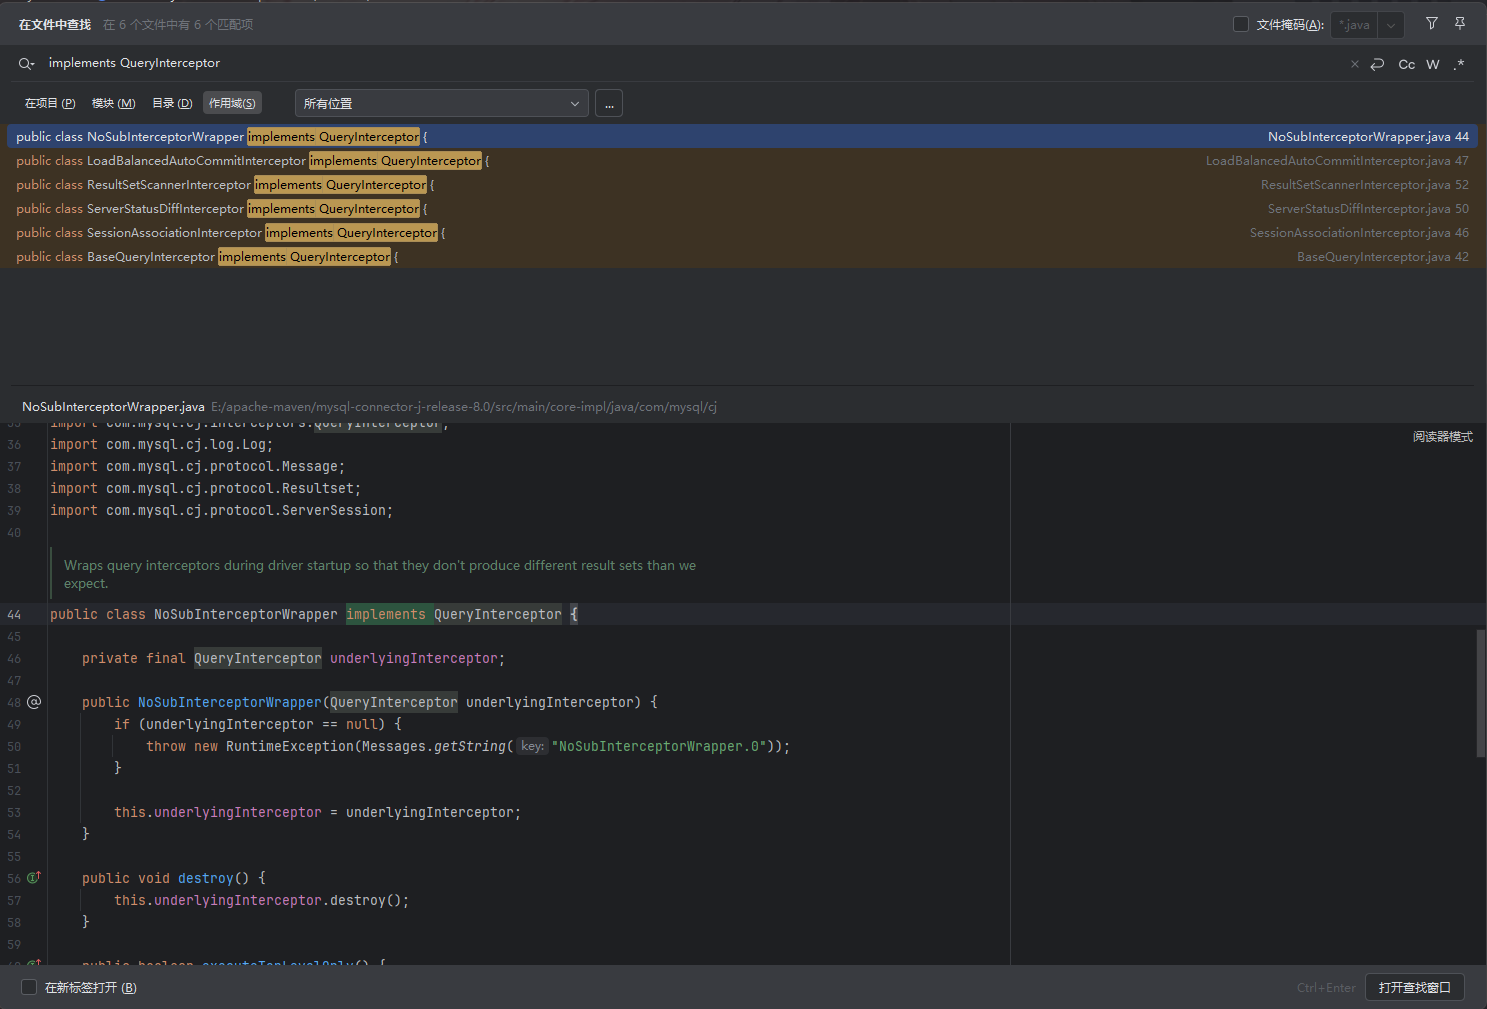 在文件中查找 在 6 个文件中有 6 个匹配项 文件掩码(A): *.java
implements QueryInterceptor Cc W .*
在项目 (P) 模块 (M) 目录 (D) 作用域(S) 所有位置 ...
public class NoSubInterceptorWrapper implements QueryInterceptor { NoSubInterceptorWrapper.java 44
public class LoadBalancedAutoCommitInterceptor implements QueryInterceptor { LoadBalancedAutoCommitInterceptor.java 47
public class ResultSetScannerInterceptor implements QueryInterceptor { ResultSetScannerInterceptor.java 52
public class ServerStatusDiffInterceptor implements QueryInterceptor { ServerStatusDiffInterceptor.java 50
public class SessionAssociationInterceptor implements QueryInterceptor { SessionAssociationInterceptor.java 46
public class BaseQueryInterceptor implements QueryInterceptor { BaseQueryInterceptor.java 42
NoSubInterceptorWrapper.java E:/apache-maven/mysql-connector-j-release-8.0/src/main/core-impl/java/com/mysql/cj
35 import com.mysql.cj.interceptors.QueryInterceptor;
阅读器模式
36 import com.mysql.cj.log.Log;
37 import com.mysql.cj.protocol.Message;
38 import com.mysql.cj.protocol.Resultset;
39 import com.mysql.cj.protocol.ServerSession;
40
Wraps query interceptors during driver startup so that they don't produce different result sets than we
expect.
44 public class NoSubInterceptorWrapper implements QueryInterceptor {
45
46 private final QueryInterceptor underlyingInterceptor;
47
48 public NoSubInterceptorWrapper(QueryInterceptor underlyingInterceptor) {
49 if (underlyingInterceptor == null) {
50 throw new RuntimeException(Messages.getString( key: "NoSubInterceptorWrapper.0"));
51 }
52
53 this.underlyingInterceptor = underlyingInterceptor;
54 }
55
56 public void destroy() {
57 this.underlyingInterceptor.destroy();
58 }
59
60 public boolean executeTopLevelOnly() {
在新标签打开 (B) Ctrl+Enter 打开查找窗口